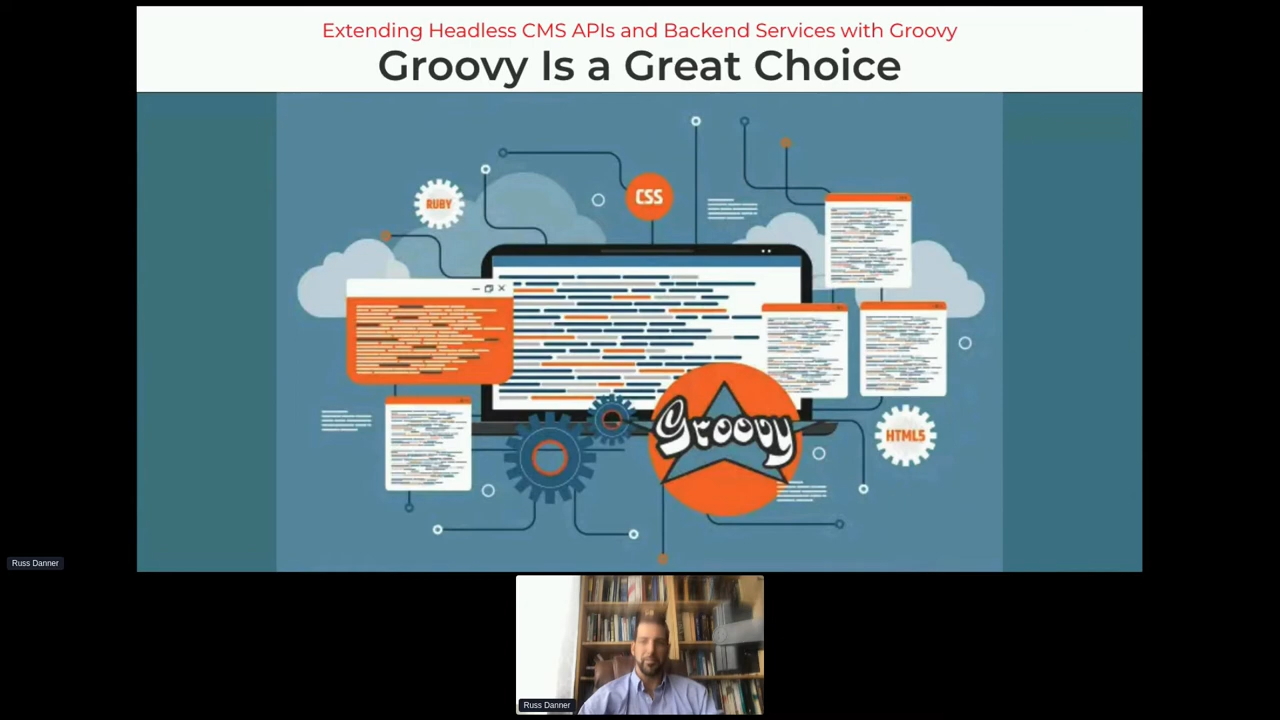 Extending Headless CMS APIs and Backend Services with Groovy
Groovy Is a Great Choice
RUBY
CSS
Groovy
HTML5
Russ Danner
Russ Danner